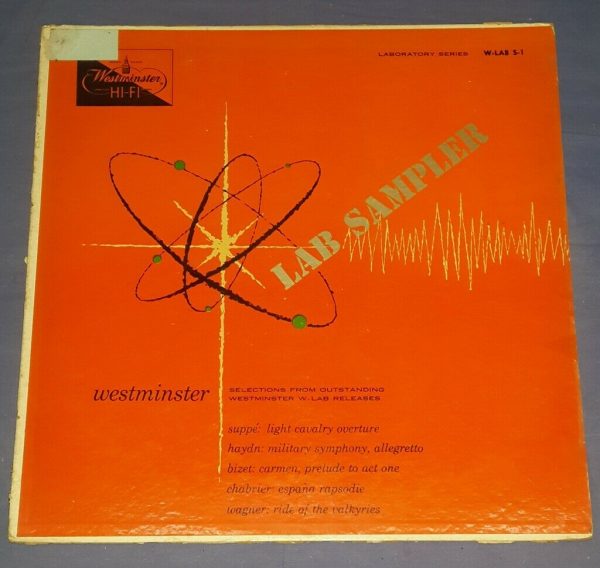 LABORATORY SERIES W-LAB S-1
Westminster
HI-FI
LAB SAMPLER
westminster
SELECTIONS FROM OUTSTANDING
WESTMINSTER W-LAB RELEASES
suppé: light cavalry overture
haydn: military symphony, allegretto
bizet: carmen, prelude to act one
chabrier: españa rapsodie
wagner: ride of the valkyries